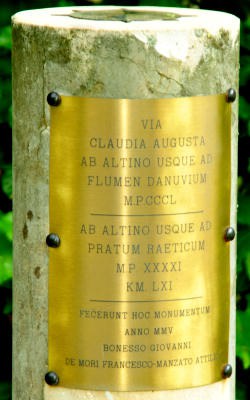 VIA
CLAUDIA AUGUSTA
AB ALTINO USQUE AD
FLUMEN DANUVIUM
M.P.CCCL
AB ALTINO USQUE AD
PRATUM RAETICUM
M.P. XXXXI
KM. LXI
FECERUNT HOC MONUMENTUM
ANNO MMV
BONESSO GIOVANNI
DE MORI FRANCESCO-MANZATO ATTILIO